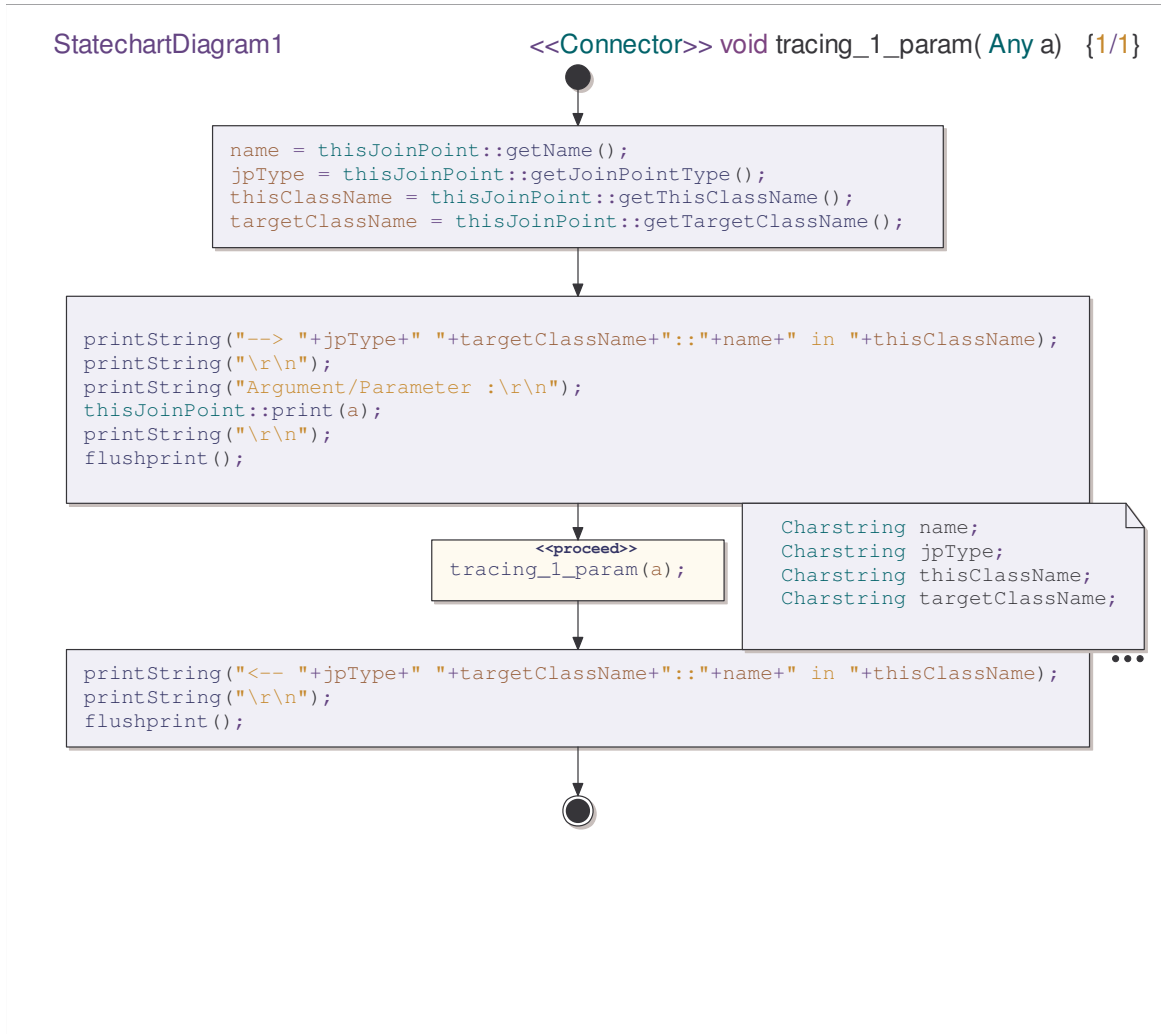 StatechartDiagram1
<<Connector>> void tracing_1_param( Any a) {1/1}
name = thisJoinPoint::getName();
jpType = thisJoinPoint::getJoinPointType();
thisClassName = thisJoinPoint::getThisClassName();
targetClassName = thisJoinPoint::getTargetClassName();
printString("--> "+jpType+" "+targetClassName+"::"+name+" in "+thisClassName);
printString("\r\n");
printString("Argument/Parameter :\r\n");
thisJoinPoint::print(a);
printString("\r\n");
flushprint();
<<proceed>>
tracing_1_param(a);
Charstring name;
Charstring jpType;
Charstring thisClassName;
Charstring targetClassName;
printString("<-- "+jpType+" "+targetClassName+"::"+name+" in "+thisClassName);
printString("\r\n");
flushprint();